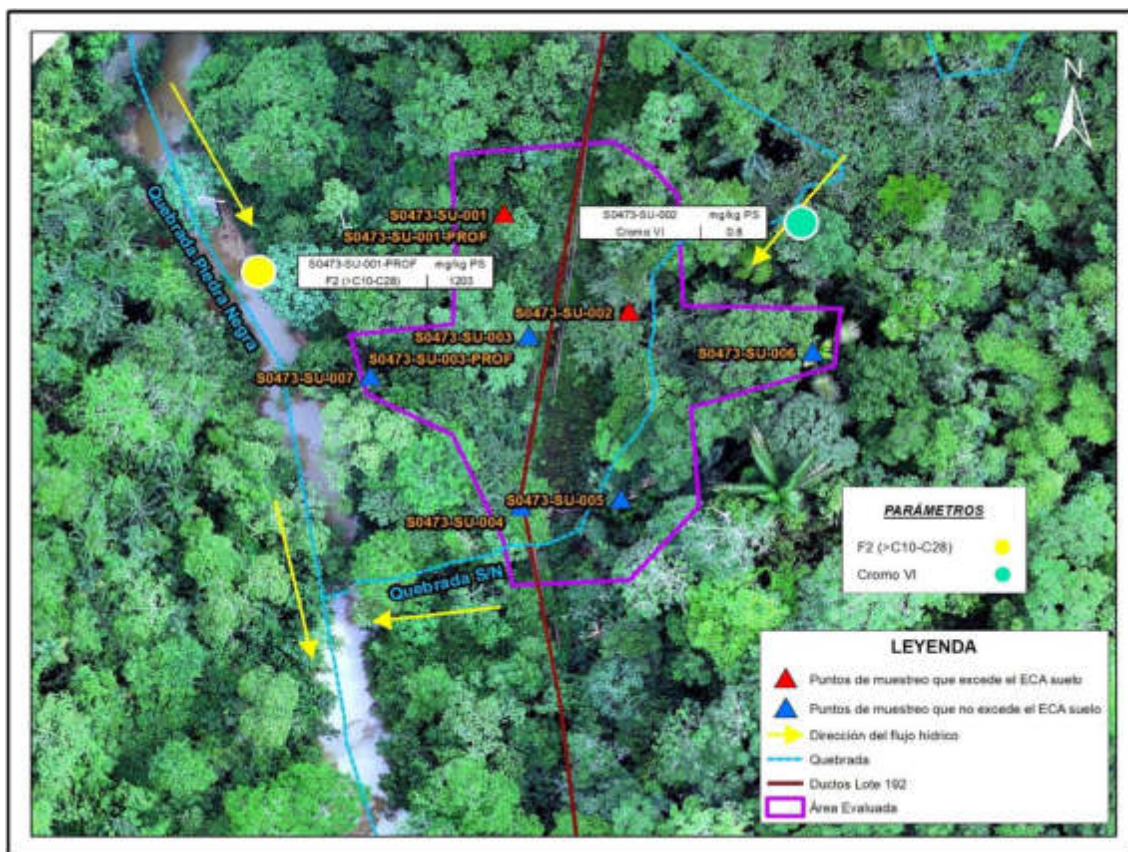 N
Quebrada Piedra Negra
S0473-SU-001
S0473-SU-001-PROF
S0473-SU-001-PROF mg/kg PS
F2 (>C10-C28) 1203
S0473-SU-002 mg/kg PS
Cromo VI 0.8
S0473-SU-002
S0473-SU-003
S0473-SU-003-PROF
S0473-SU-006
S0473-SU-007
S0473-SU-005
S0473-SU-004
Quebrada S/N
PARÁMETROS
F2 (>C10-C28)
Cromo VI
LEYENDA
Puntos de muestreo que excede el ECA suelo
Puntos de muestreo que no excede el ECA suelo
Dirección del flujo hídrico
Quebrada
Ductos Lote 192
Área Evaluada